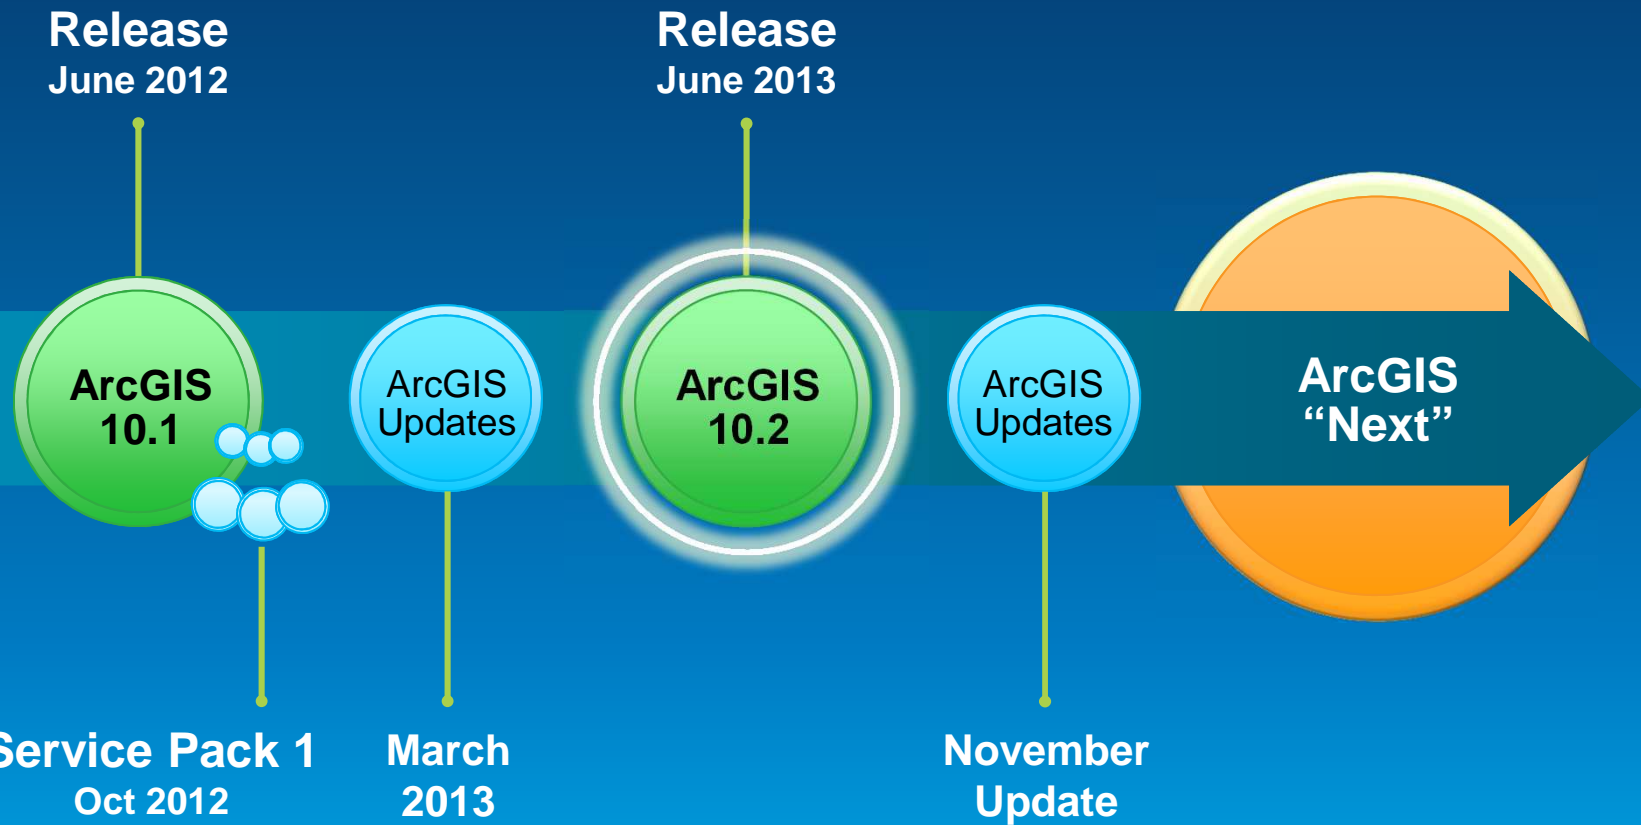 Release
June 2012
Release
June 2013
ArcGIS
10.1
ArcGIS
Updates
ArcGIS
10.2
ArcGIS
Updates
ArcGIS
“Next”
Service Pack 1
Oct 2012
March
2013
November
Update